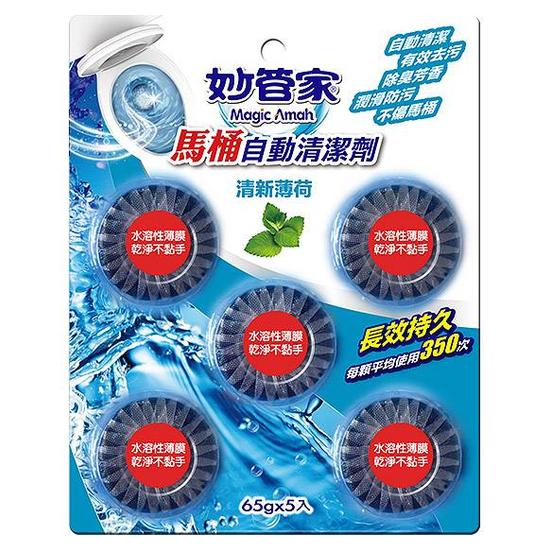 自動清潔
有效去污
除臭芳香
潤滑防污
不傷馬桶
妙管家
Magic Amah
馬桶自動清潔劑
清新薄荷
水溶性薄膜
乾淨不黏手
水溶性薄膜
乾淨不黏手
水溶性薄膜
乾淨不黏手
長效持久
每顆平均使用350次
水溶性薄膜
乾淨不黏手
水溶性薄膜
乾淨不黏手
65gx5入